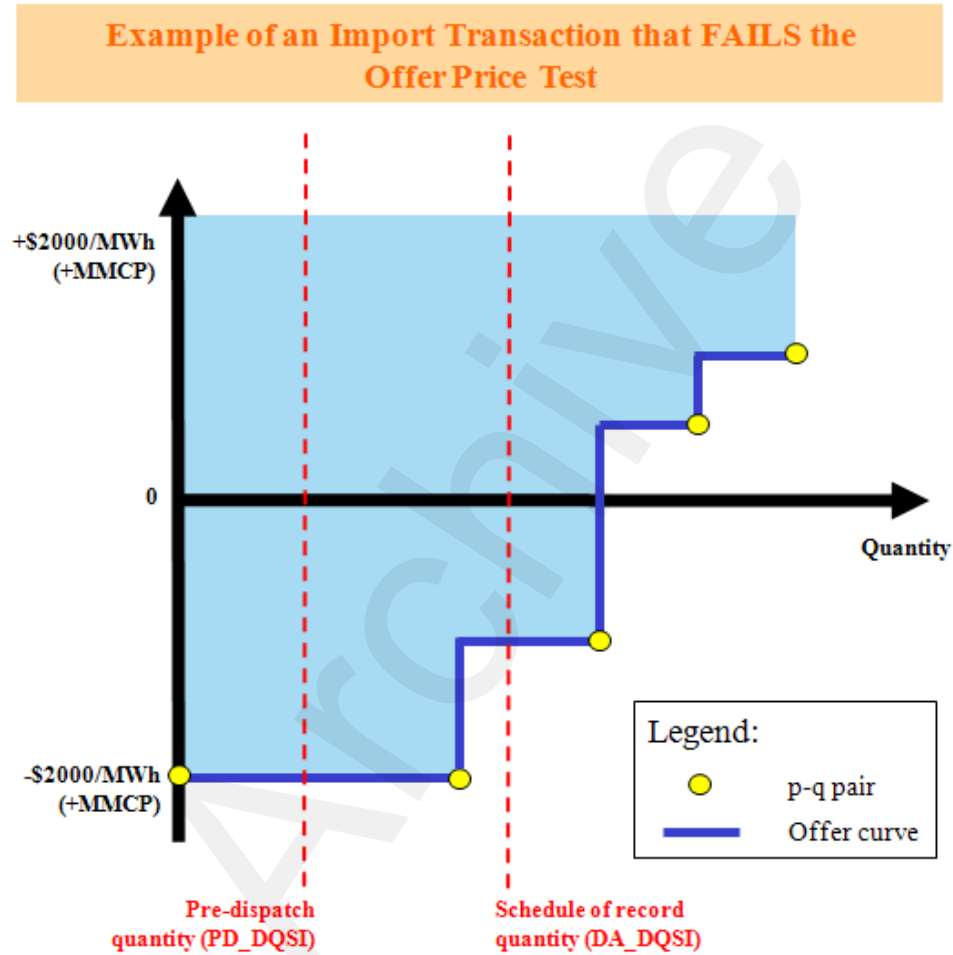 Example of an Import Transaction that FAILS the
Offer Price Test
+$2000/MWh
(+MMCP)
0
Quantity
-$2000/MWh
(+MMCP)
Legend:
p-q pair
Offer curve
Pre-dispatch
quantity (PD_DQSI)
Schedule of record
quantity (DA_DQSI)
Archive